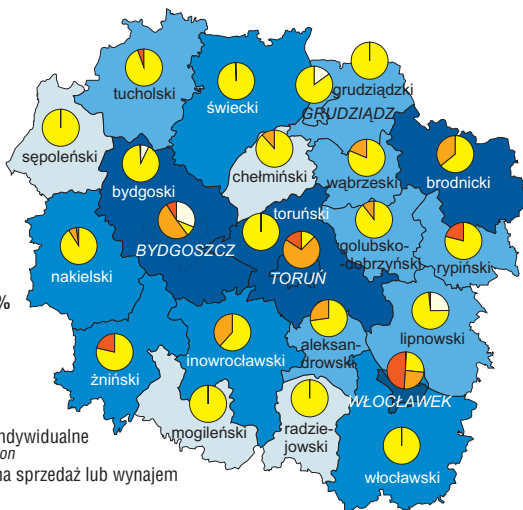 tucholski
świecki
grudziądzki
GRUDZIĄDZ
sępoleński
chełmiński
wąbrzeski
brodnicki
bydgoski
toruński
BYDGOSZCZ
TORUŃ
golubsko-
-dobrzyński
rypiński
nakielski
%
lipnowski
aleksan-
drowski
inowrocławski
żniński
WŁOCŁAWEK
mogileński
radzie-
jowski
włocławski
ndywidualne
on
na sprzedaż lub wynajem